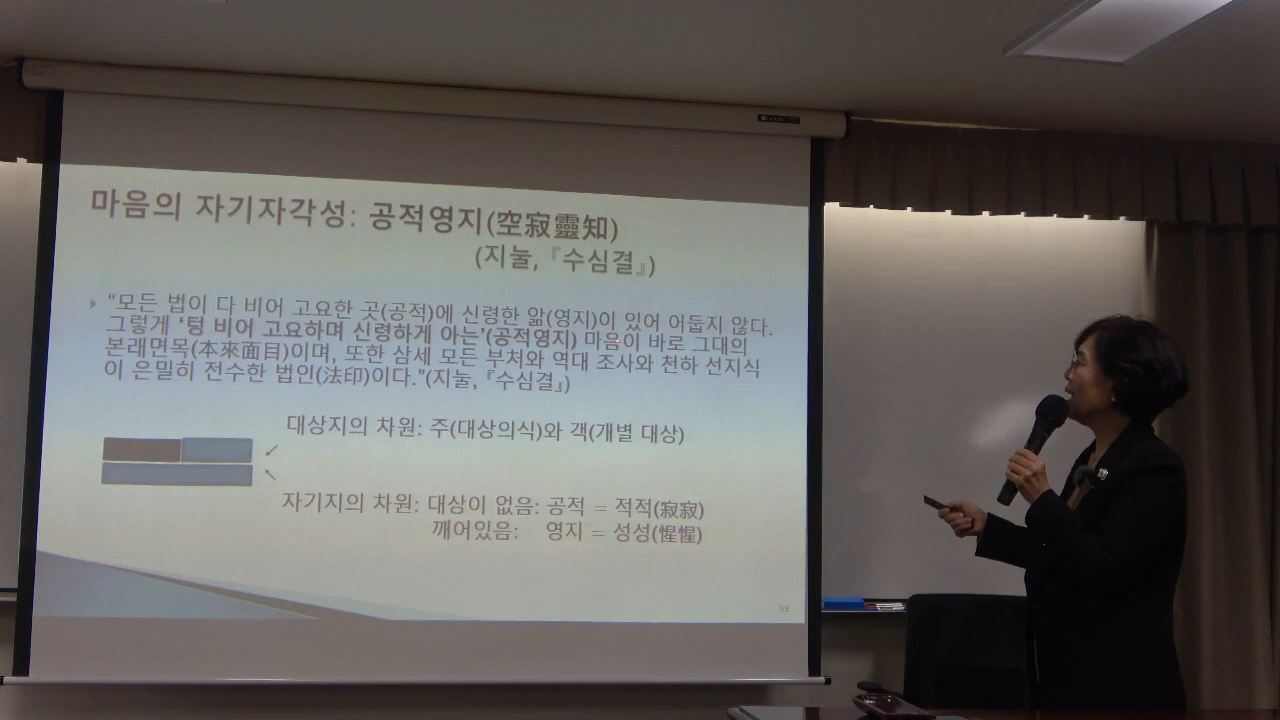 마음의 자기자각성: 공적영지(空寂靈知)
(지눌, 『수심결』)
“모든 법이 다 비어 고요한 곳(공적)에 신령한 앎(영지)이 있어 어둡지 않다.
그렇게 ‘텅 비어 고요하며 신령하게 아는’(공적영지) 마음이 바로 그대의
본래면목(本來面目)이며, 또한 삼세 모든 부처와 역대 조사와 천하 선지식
이 은밀히 전수한 법인(法印)이다.”(지눌, 『수심결』)
대상지의 차원: 주(대상의식)와 객(개별 대상)
자기지의 차원: 대상이 없음: 공적 = 적적(寂寂)
깨어있음: 영지 = 성성(惺惺)
53